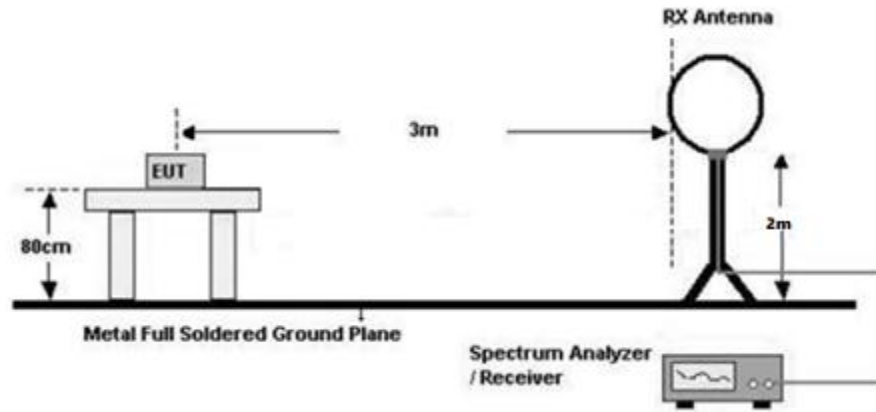 RX Antenna
3m
EUT
80cm
2m
Metal Full Soldered Ground Plane
Spectrum Analyzer
/ Receiver